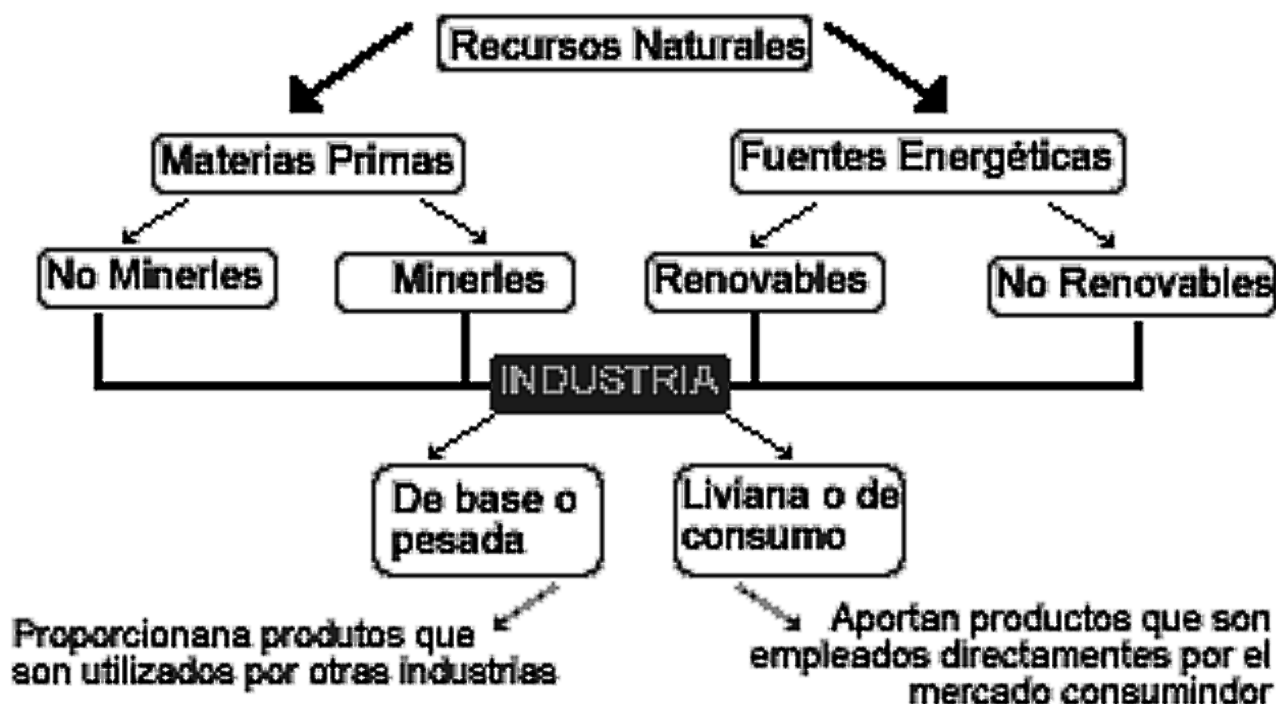 Recursos Naturales
Materias Primas
Fuentes Energéticas
No Minerles
Minerles
Renovables
No Renovables
INDUSTRIA
De base o
pesada
Liviana o de
consumo
Proporcionana produtos que
son utilizados por otras industrias
Aportan productos que son
empleados directamentes por el
mercado consumindor